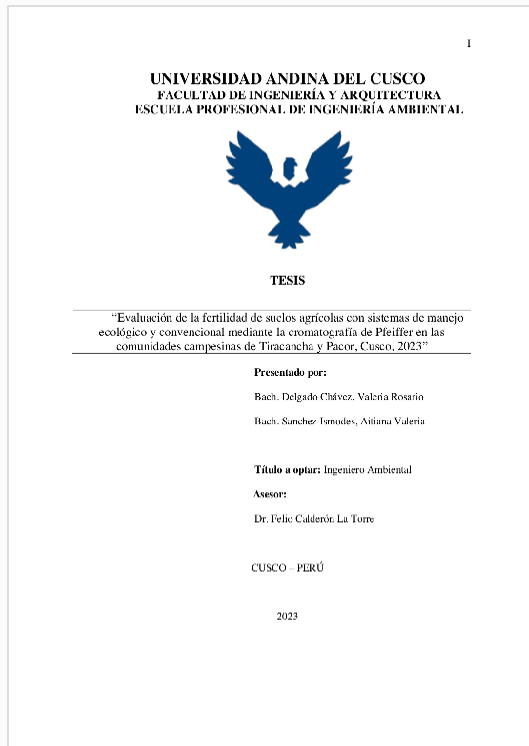 I
UNIVERSIDAD ANDINA DEL CUSCO
FACULTAD DE INGENIERÍA Y ARQUITECTURA
ESCUELA PROFESIONAL DE INGENIERÍA AMBIENTAL
TESIS
“Evaluación de la fertilidad de suelos agrícolas con sistemas de manejo
ecológico y convencional mediante la cromatografía de Pfeiffer en las
comunidades campesinas de Tiracancha y Pacor, Cusco, 2023”
Presentado por:
Bach. Delgado Chávez, Valeria Rosario
Bach. Sanchez Ismodes, Aitiana Valeria
Título a optar: Ingeniero Ambiental
Asesor:
Dr. Felio Calderón La Torre
CUSCO – PERÚ
2023